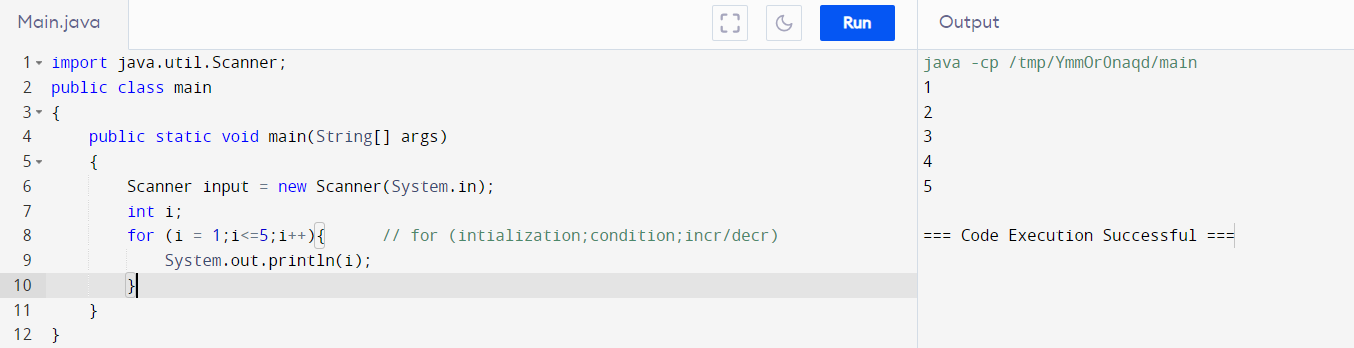 Main.java
Run
Output
1 import java.util.Scanner;
2 public class main
3 {
4 public static void main(String[] args)
5 {
6 Scanner input = new Scanner(System.in);
7 int i;
8 for (i = 1;i<=5;i++){ // for (intialization;condition;incr/decr)
9 System.out.println(i);
10 }
11 }
12 }
java -cp /tmp/YmmOr0naqd/main
1
2
3
4
5
=== Code Execution Successful ===